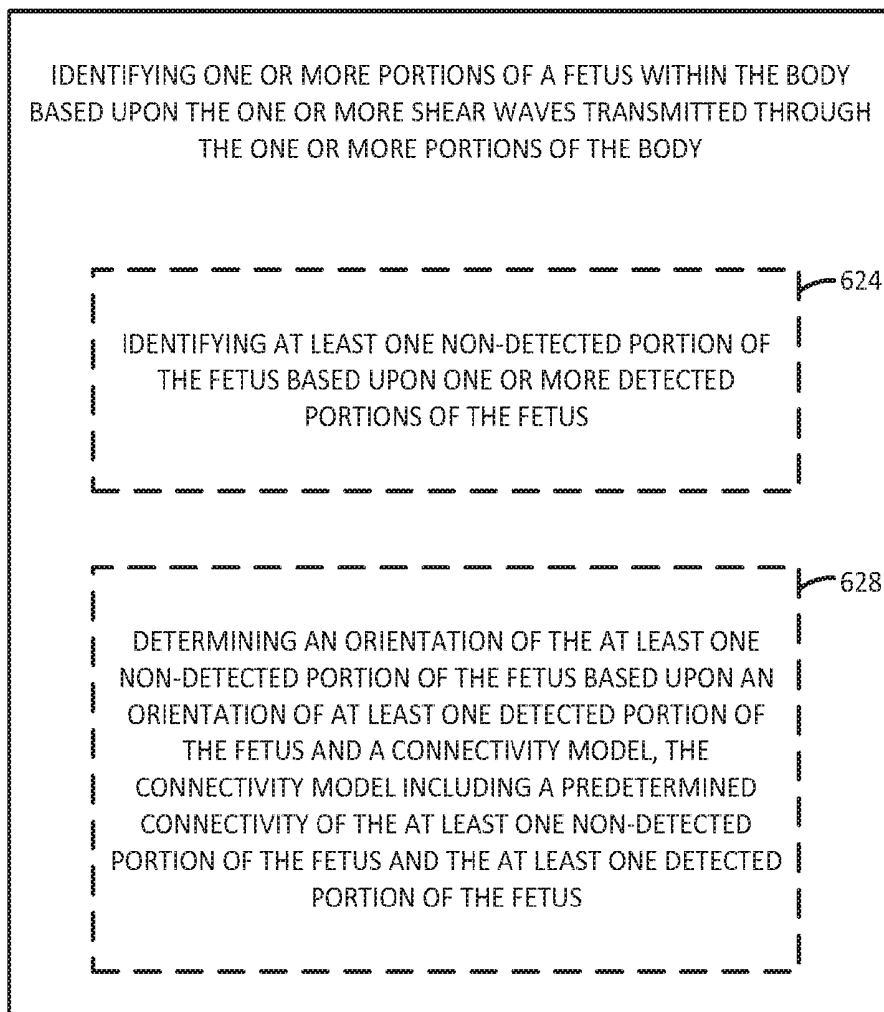 IDENTIFYING ONE OR MORE PORTIONS OF A FETUS WITHIN THE BODY
BASED UPON THE ONE OR MORE SHEAR WAVES TRANSMITTED THROUGH
THE ONE OR MORE PORTIONS OF THE BODY
624
IDENTIFYING AT LEAST ONE NON-DETECTED PORTION OF
THE FETUS BASED UPON ONE OR MORE DETECTED
PORTIONS OF THE FETUS
628
DETERMINING AN ORIENTATION OF THE AT LEAST ONE
NON-DETECTED PORTION OF THE FETUS BASED UPON AN
ORIENTATION OF AT LEAST ONE DETECTED PORTION OF
THE FETUS AND A CONNECTIVITY MODEL, THE
CONNECTIVITY MODEL INCLUDING A PREDETERMINED
CONNECTIVITY OF THE AT LEAST ONE NON-DETECTED
PORTION OF THE FETUS AND THE AT LEAST ONE DETECTED
PORTION OF THE FETUS